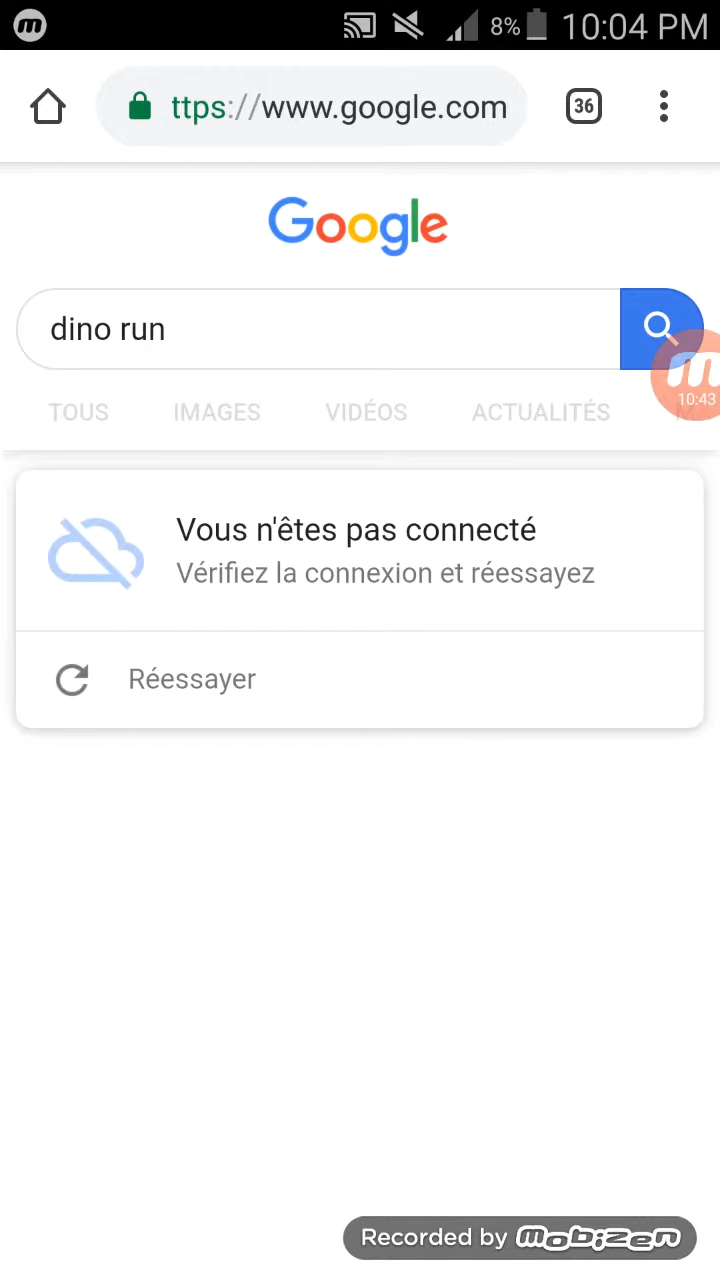 8% 10:04 PM
ttps://www.google.com 36
Google
dino run
10:43
TOUS IMAGES VIDÉOS ACTUALITÉS M
Vous n'êtes pas connecté
Vérifiez la connexion et réessayez
Réessayer
Recorded by mobizen